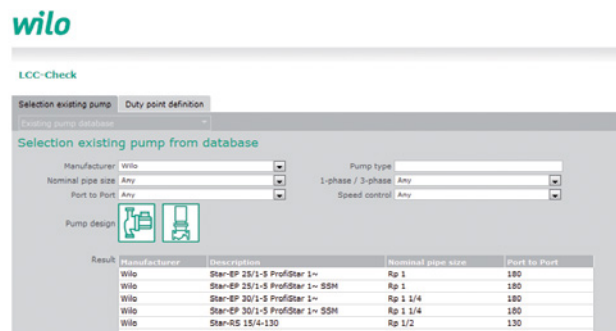 wilo
LCC-Check
Selection existing pump Duty point definition
Existing pump database
Selection existing pump from database
Manufacturer Wilo Pump type
Nominal pipe size Any 1-phase / 3-phase Any
Port to Port Any Speed control Any
Pump design
Result Manufacturer Description Nominal pipe size Port to Port
Wilo Star-EP 25/1-5 ProfiStar 1~ Rp 1 180
Wilo Star-EP 25/1-5 ProfiStar 1~ SSM Rp 1 180
Wilo Star-EP 30/1-5 ProfiStar 1~ Rp 1 1/4 180
Wilo Star-EP 30/1-5 ProfiStar 1~ SSM Rp 1 1/4 180
Wilo Star-RS 15/4-130 Rp 1/2 130